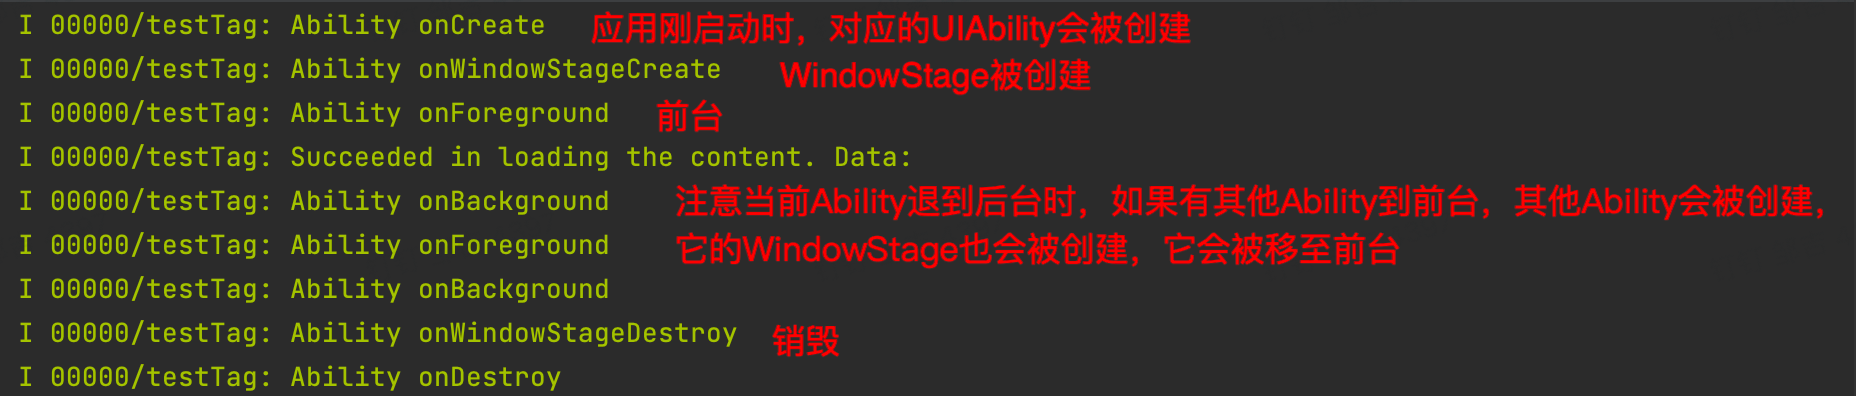 I 00000/testTag: Ability onCreate 应用刚启动时，对应的UIAbility会被创建
I 00000/testTag: Ability onWindowStageCreate WindowStage被创建
I 00000/testTag: Ability onForeground 前台
I 00000/testTag: Succeeded in loading the content. Data:
I 00000/testTag: Ability onBackground 注意当前Ability退到后台时，如果有其他Ability到前台，其他Ability会被创建，
I 00000/testTag: Ability onForeground 它的WindowStage也会被创建，它会被移至前台
I 00000/testTag: Ability onBackground
I 00000/testTag: Ability onWindowStageDestroy 销毁
I 00000/testTag: Ability onDestroy